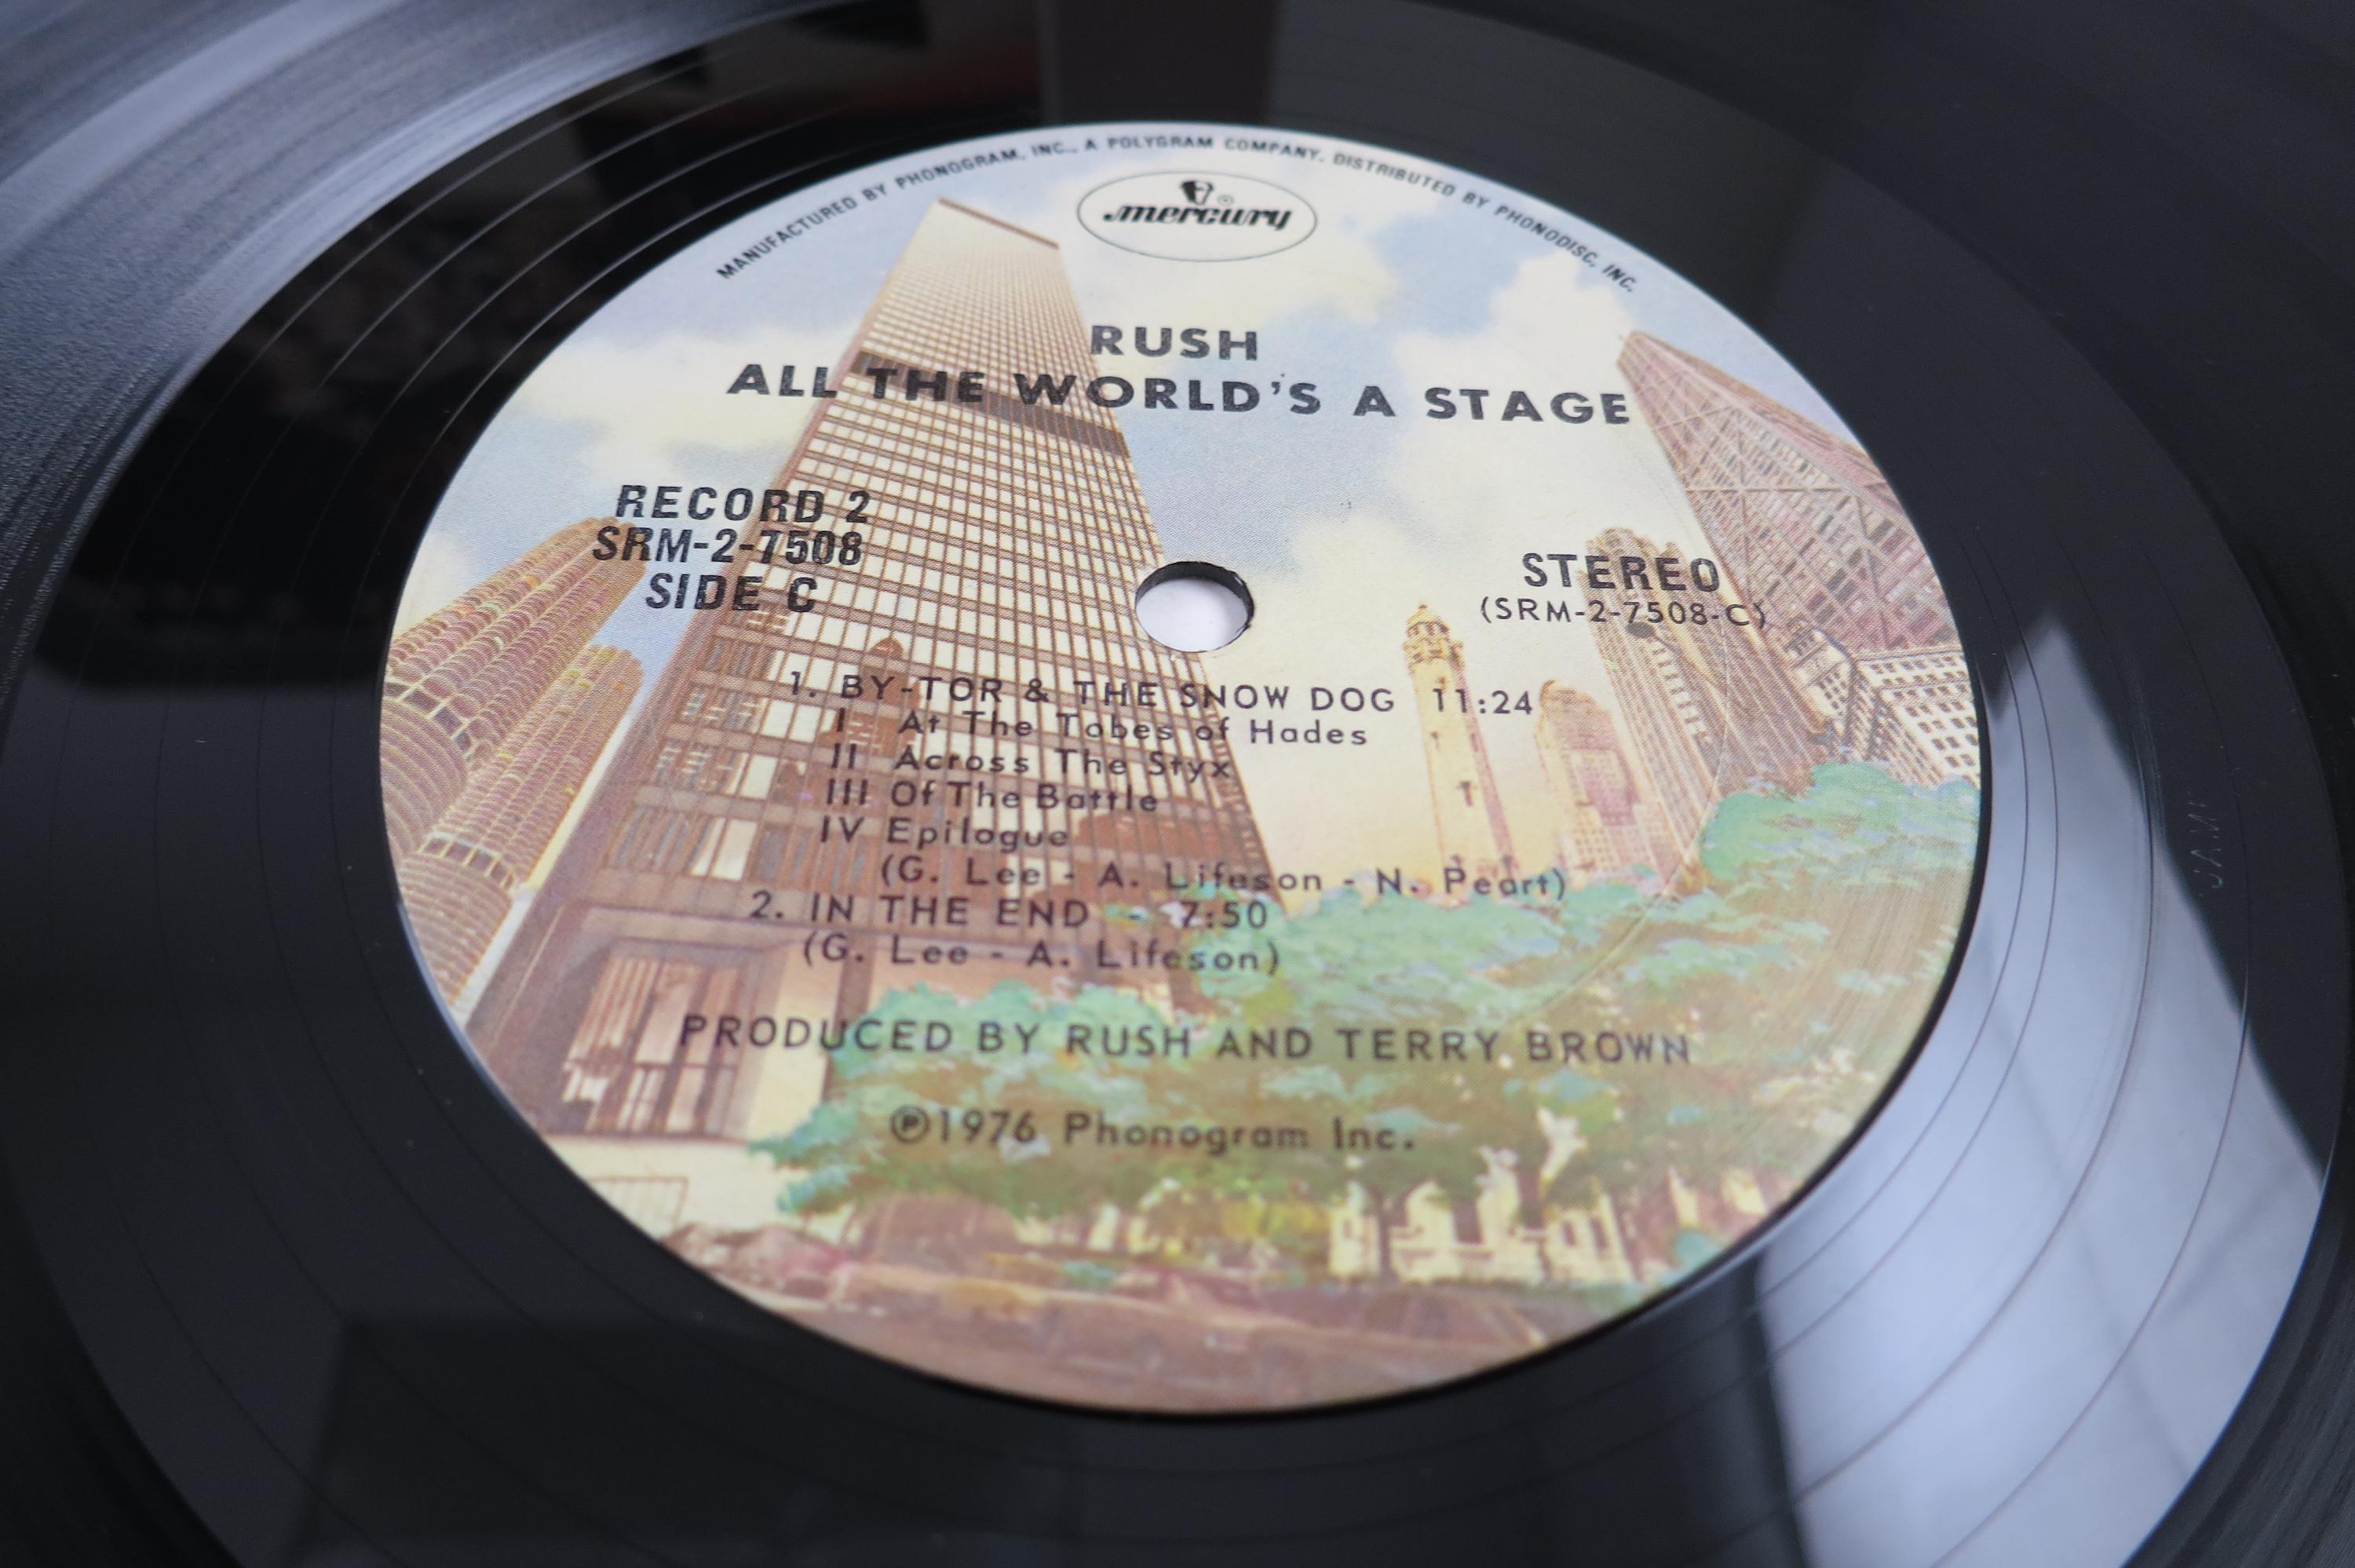 MANUFACTURED BY PHONOGRAM, INC., A POLYGRAM COMPANY, DISTRIBUTED BY PHONODISC, INC.
mercury ®
RUSH
ALL THE WORLD'S A STAGE
RECORD 2
SRM-2-7508
SIDE C
STEREO
(SRM-2-7508-C)
1. BY-TOR & THE SNOW DOG 11:24
I At The Tobes of Hades
II Across The Styx
III Of The Battle
IV Epilogue
(G. Lee - A. Lifeson - N. Peart)
2. IN THE END - 7:50
(G. Lee - A. Lifeson)
PRODUCED BY RUSH AND TERRY BROWN
℗1976 Phonogram Inc.